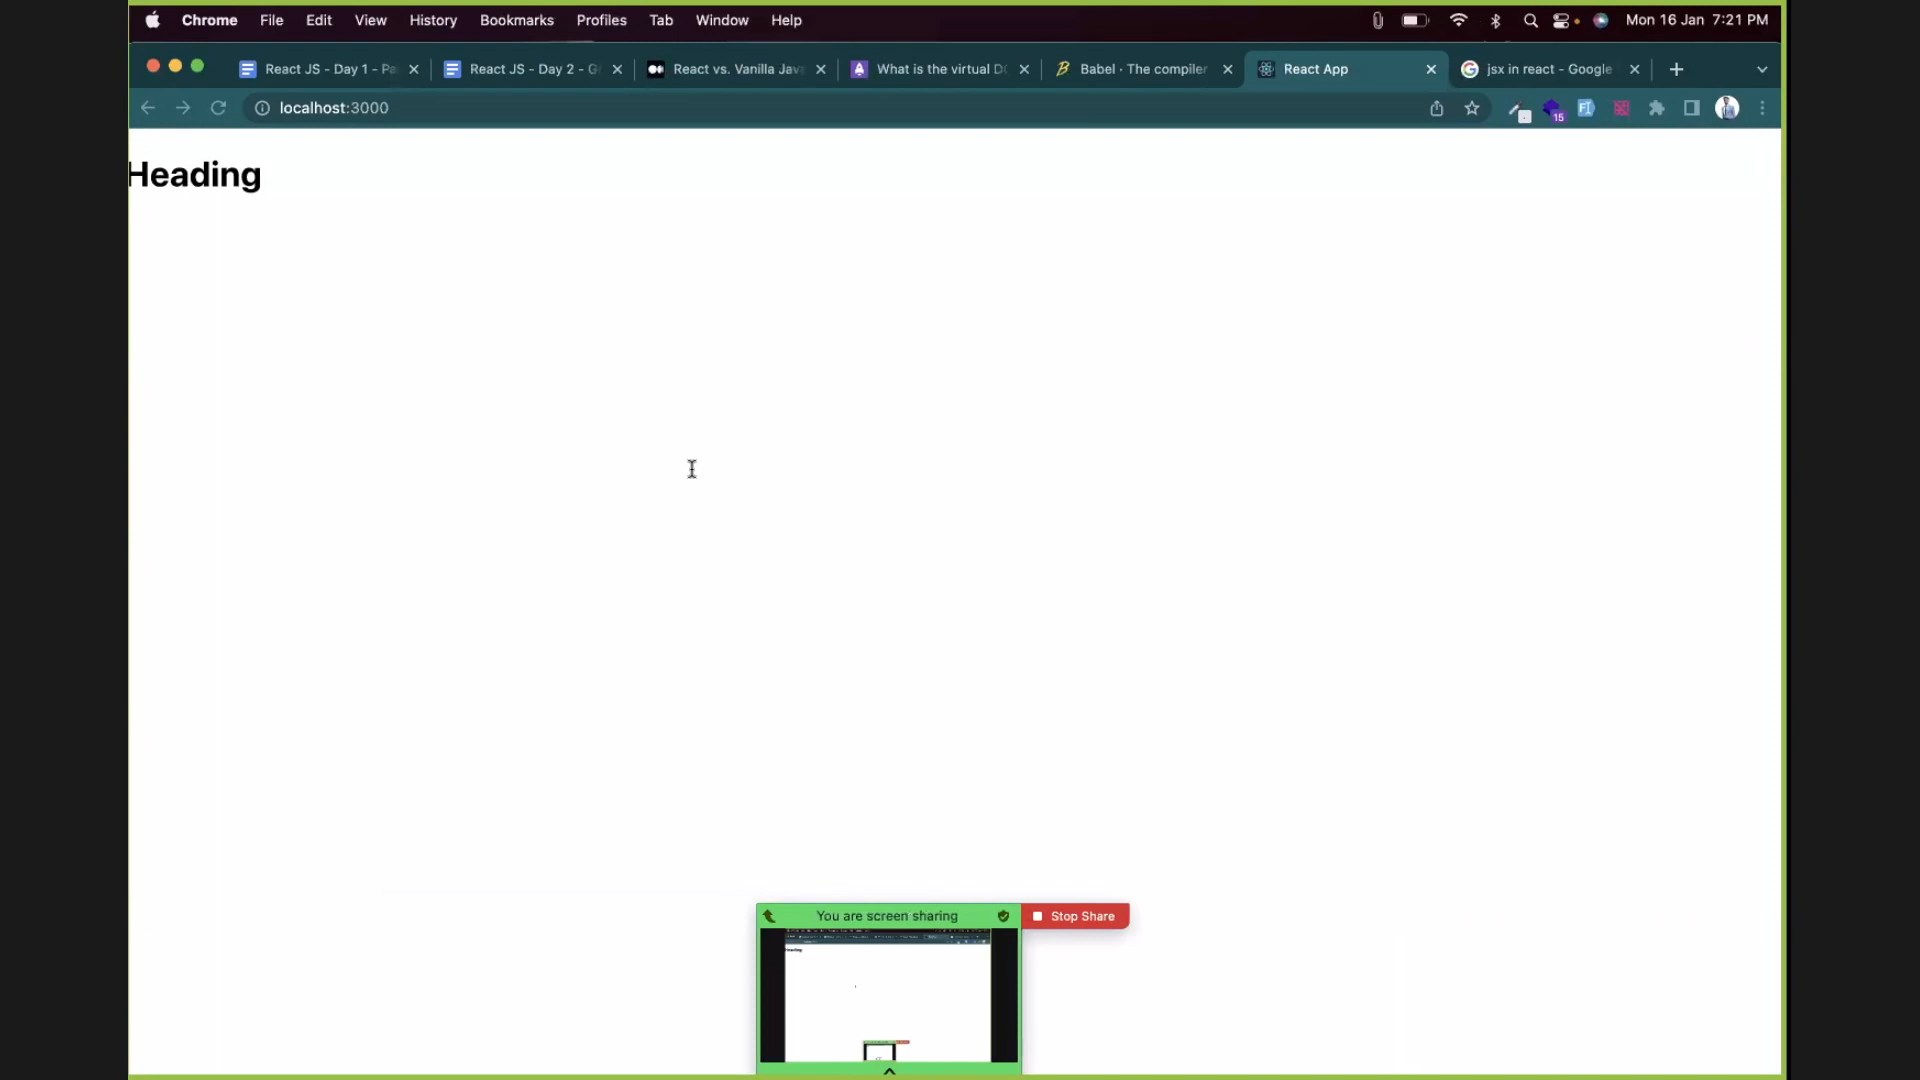 Chrome File Edit View History Bookmarks Profiles Tab Window Help Mon 16 Jan 7:21 PM
React JS - Day 1 - Pa React JS - Day 2 - G React vs. Vanilla Jav What is the virtual D Babel · The compiler React App jsx in react - Google
localhost:3000 15
Heading
You are screen sharing Stop Share